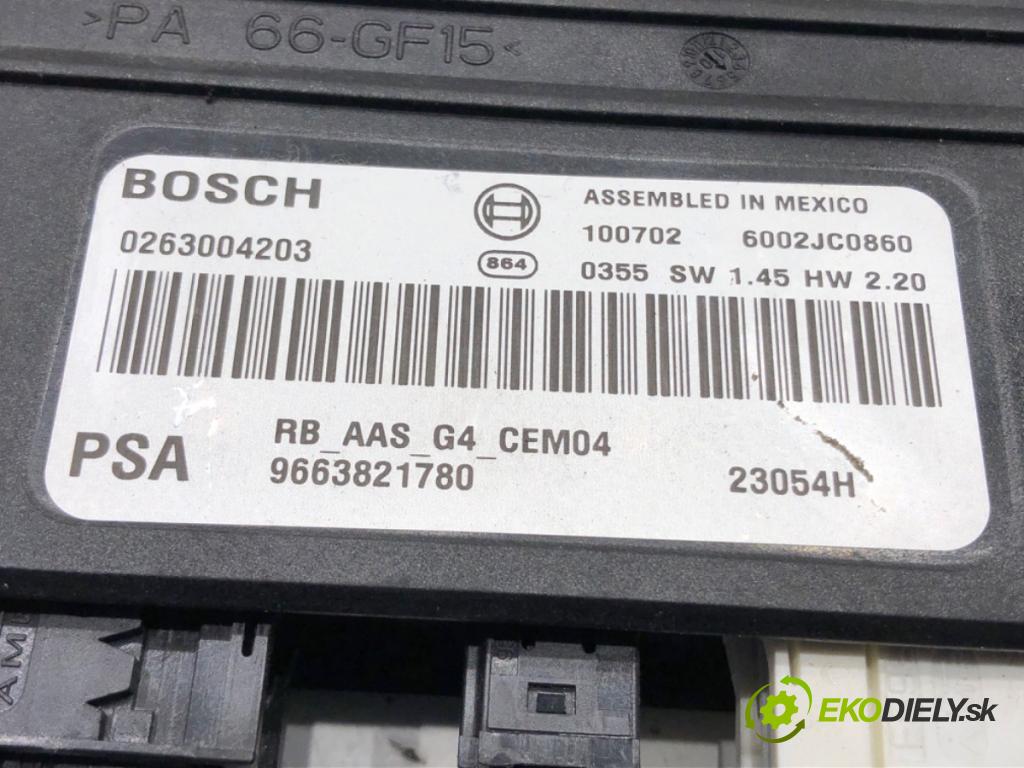 >PA 66-GF15<
BOSCH
ASSEMBLED IN MEXICO
0263004203
100702 6002JC0860
864
0355 SW 1.45 HW 2.20
RB_AAS_G4_CEM04
PSA
9663821780
23054H
EKODIELY.sk